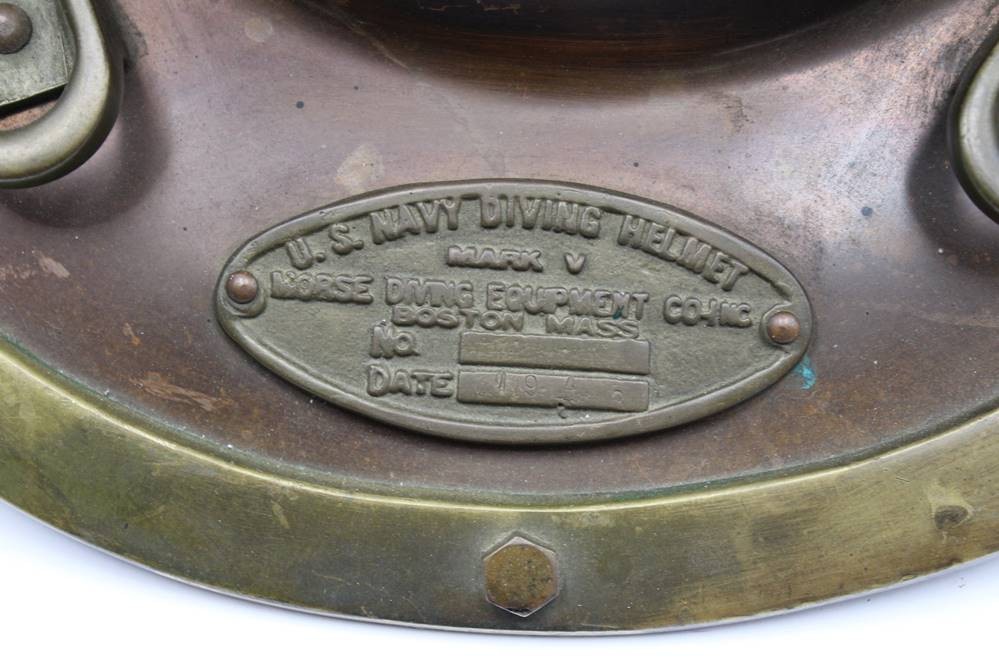 U. S. NAVY DIVING HELMET
MARK V
MORSE DIVING EQUIPMENT CO-INC
BOSTON MASS
NO.
DATE